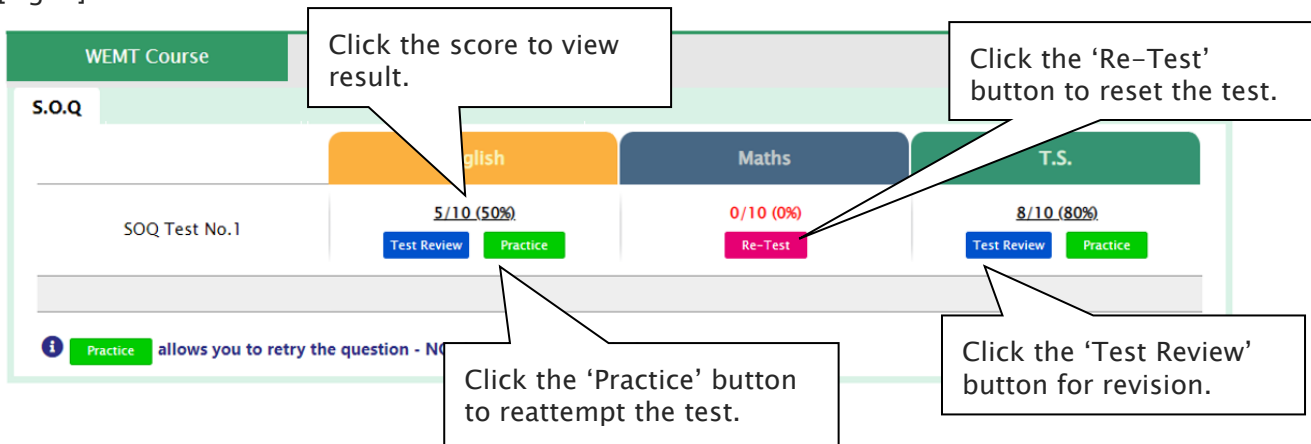 WEMT Course
Click the score to view
result.
Click the ‘Re-Test’
button to reset the test.
S.O.Q
Maths
T.S.
SOQ Test No.1
5/10 (50%)
0/10 (0%)
8/10 (80%)
Test Review
Practice
Re-Test
Test Review
Practice
Practice allows you to retry the question -
Click the ‘Practice’ button
to reattempt the test.
Click the ‘Test Review’
button for revision.